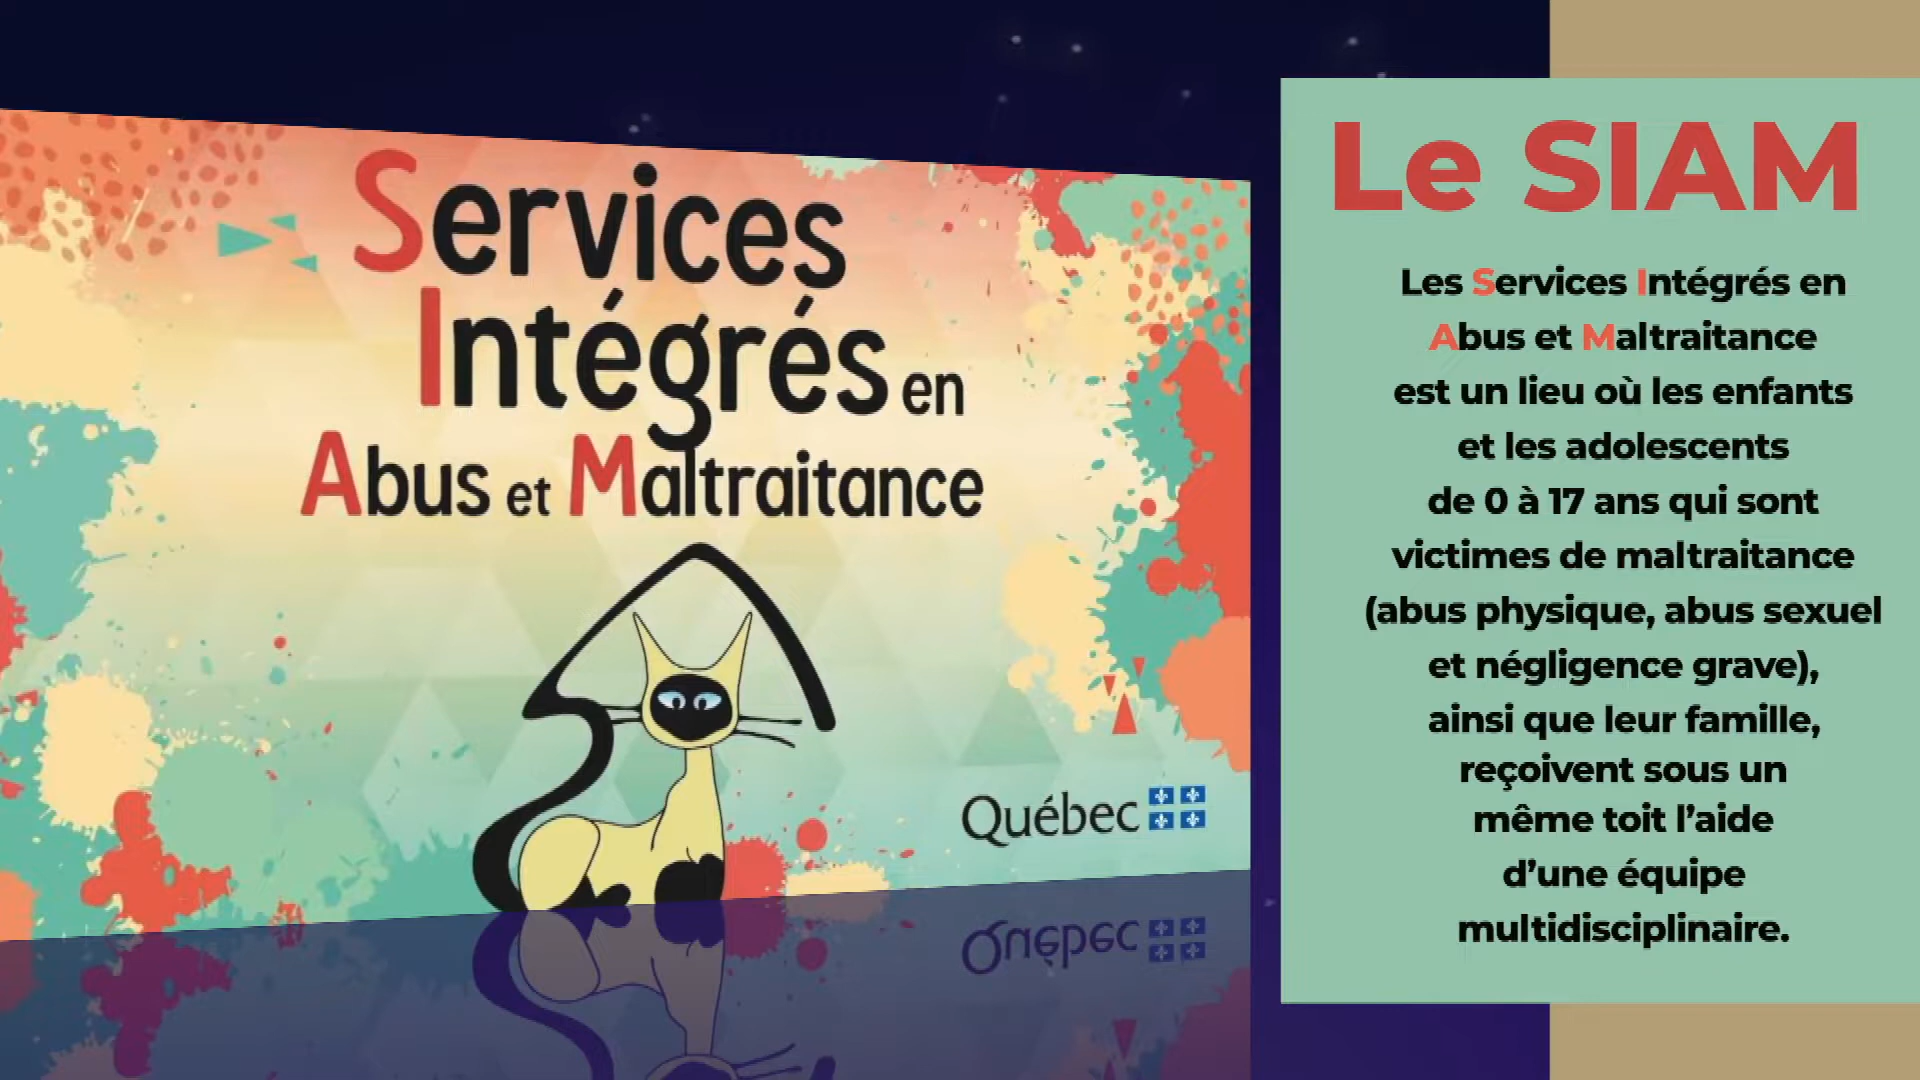 Services
Intégrés en
Abus et Maltraitance
Québec
Le SIAM
Les Services Intégrés en
Abus et Maltraitance
est un lieu où les enfants
et les adolescents
de 0 à 17 ans qui sont
victimes de maltraitance
(abus physique, abus sexuel
et négligence grave),
ainsi que leur famille,
reçoivent sous un
même toit l’aide
d’une équipe
multidisciplinaire.